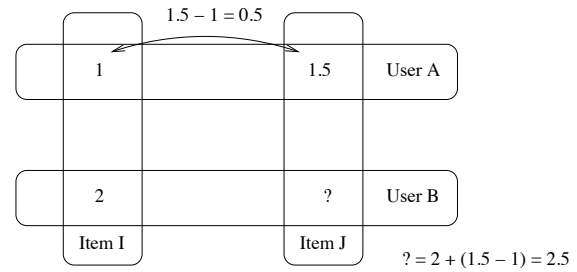 1.5 − 1 = 0.5
1 1.5 User A
2 ? User B
Item I Item J
? = 2 + (1.5 − 1) = 2.5